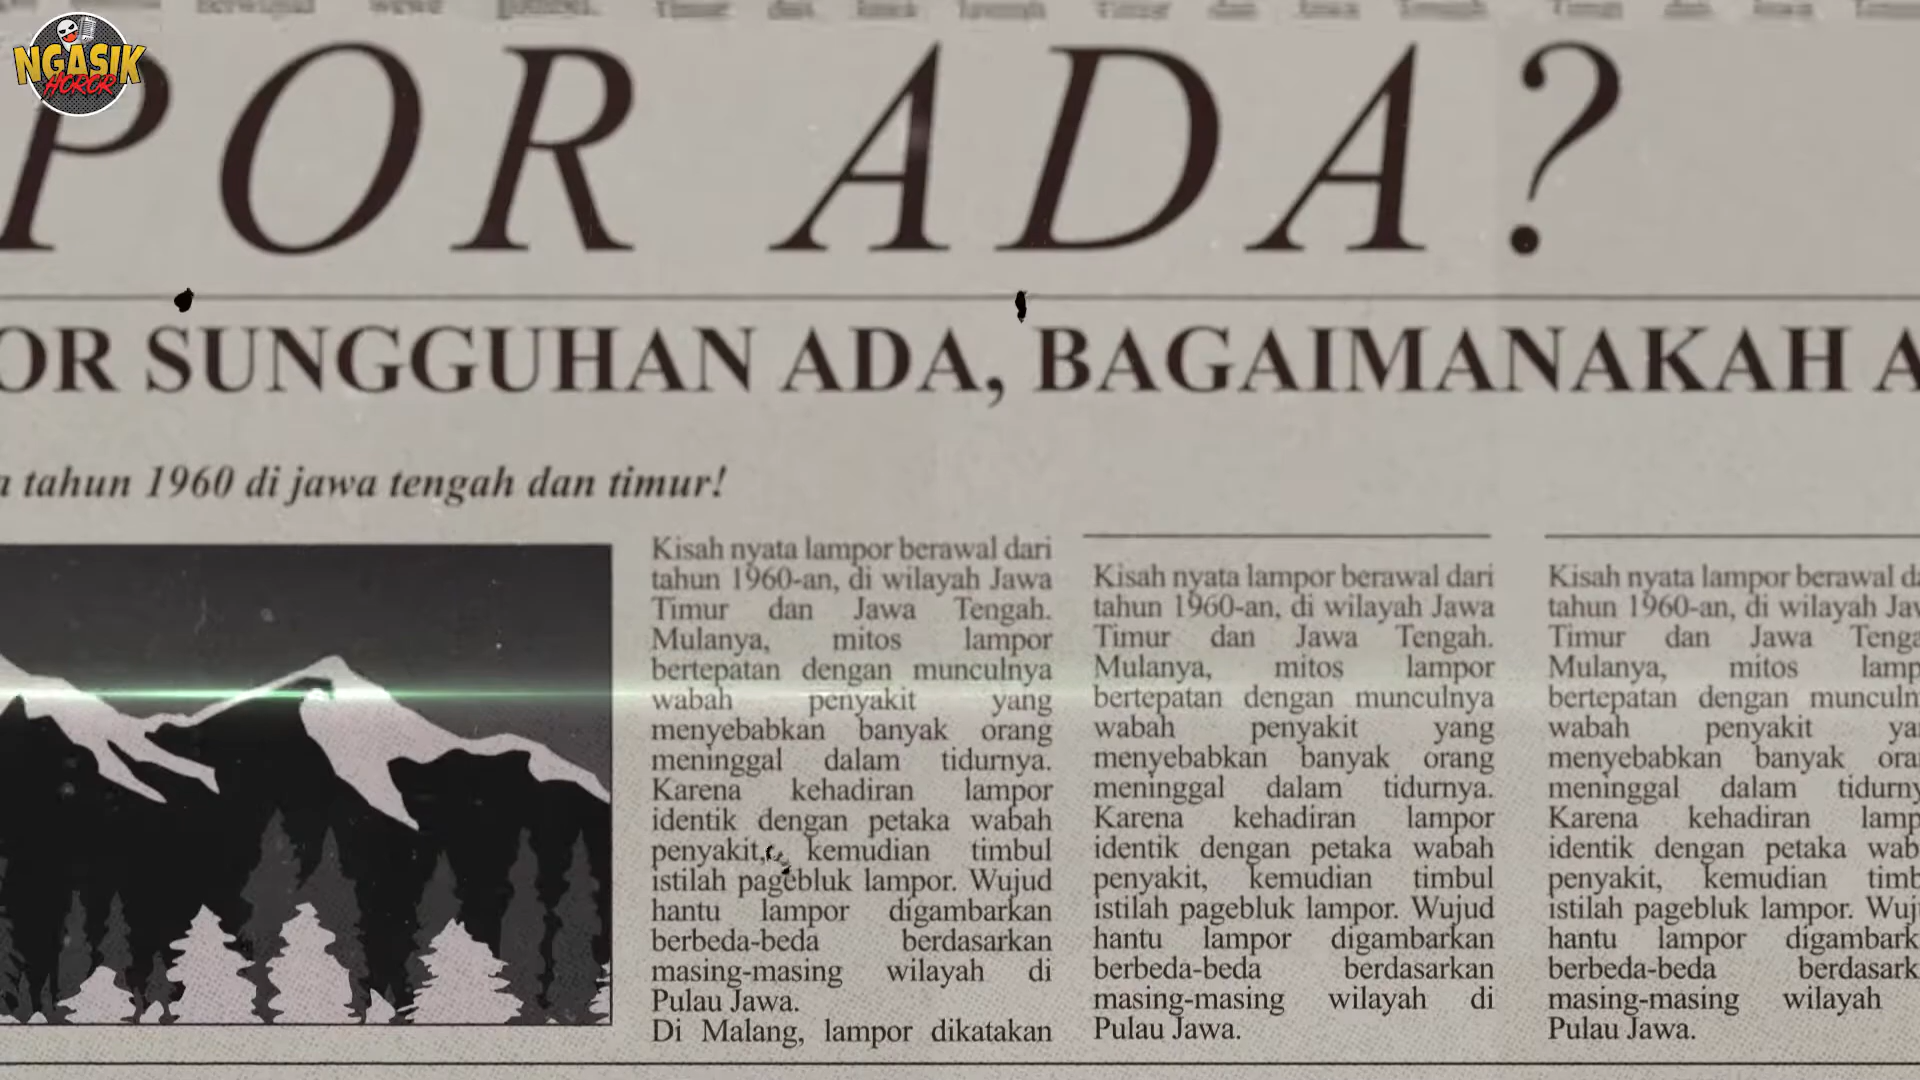 NGASIK
HOROR
POR ADA?
OR SUNGGUHAN ADA, BAGAIMANAKAH A
tahun 1960 di jawa tengah dan timur!
Kisah nyata lampor berawal dari
tahun 1960-an, di wilayah Jawa
Timur dan Jawa Tengah.
Mulanya, mitos lampor
bertepatan dengan munculnya
wabah penyakit yang
menyebabkan banyak orang
meninggal dalam tidurnya.
Karena kehadiran lampor
identik dengan petaka wabah
penyakit, kemudian timbul
istilah pagebluk lampor. Wujud
hantu lampor digambarkan
berbeda-beda berdasarkan
masing-masing wilayah di
Pulau Jawa.
Di Malang, lampor dikatakan
Kisah nyata lampor berawal dari
tahun 1960-an, di wilayah Jawa
Timur dan Jawa Tengah.
Mulanya, mitos lampor
bertepatan dengan munculnya
wabah penyakit yang
menyebabkan banyak orang
meninggal dalam tidurnya.
Karena kehadiran lampor
identik dengan petaka wabah
penyakit, kemudian timbul
istilah pagebluk lampor. Wujud
hantu lampor digambarkan
berbeda-beda berdasarkan
masing-masing wilayah di
Pulau Jawa.
Kisah nyata lampor berawal da
tahun 1960-an, di wilayah Jaw
Timur dan Jawa Tenga
Mulanya, mitos lamp
bertepatan dengan munculn
wabah penyakit ya
menyebabkan banyak ora
meninggal dalam tidurny
Karena kehadiran lamp
identik dengan petaka wab
penyakit, kemudian timb
istilah pagebluk lampor. Wuj
hantu lampor digambark
berbeda-beda berdasark
masing-masing wilayah
Pulau Jawa.